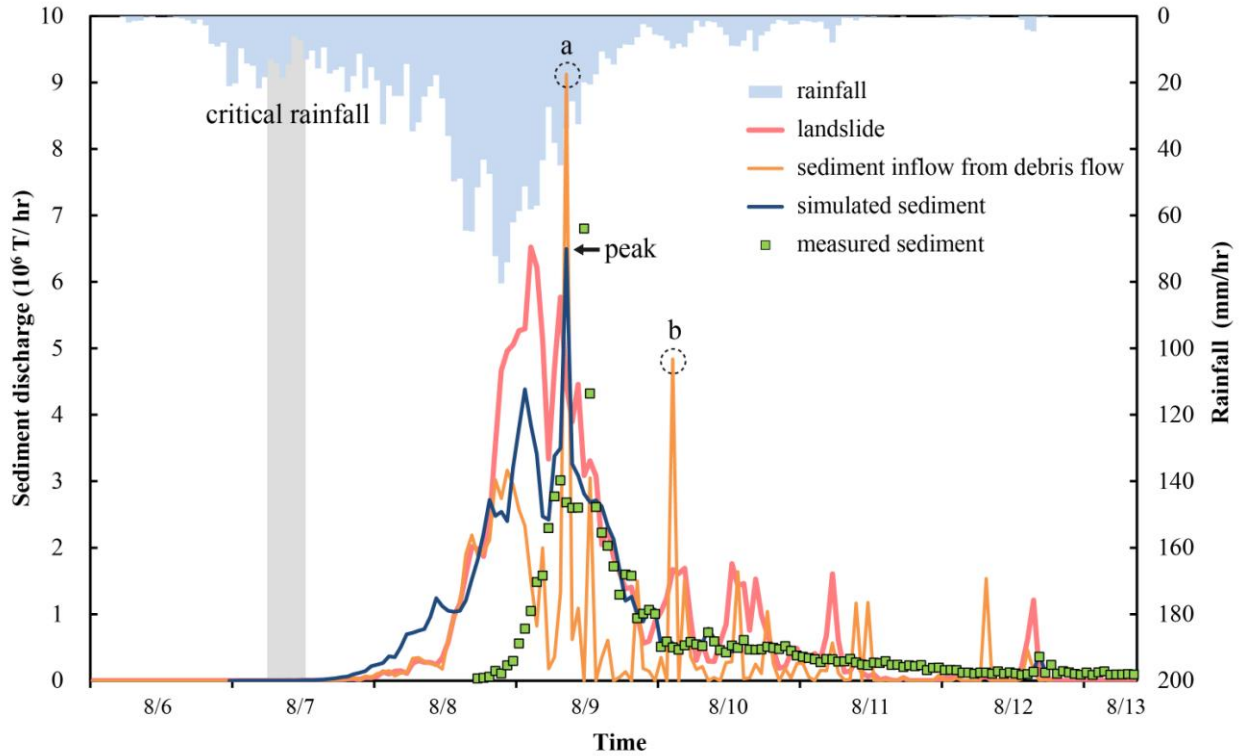 10
9
8
7
6
5
4
3
2
1
0
Sediment discharge (10⁶ T/ hr)
0
20
40
60
80
100
120
140
160
180
200
Rainfall (mm/hr)
critical rainfall
a
rainfall
landslide
sediment inflow from debris flow
simulated sediment
measured sediment
peak
b
8/6
8/7
8/8
8/9
8/10
8/11
8/12
8/13
Time